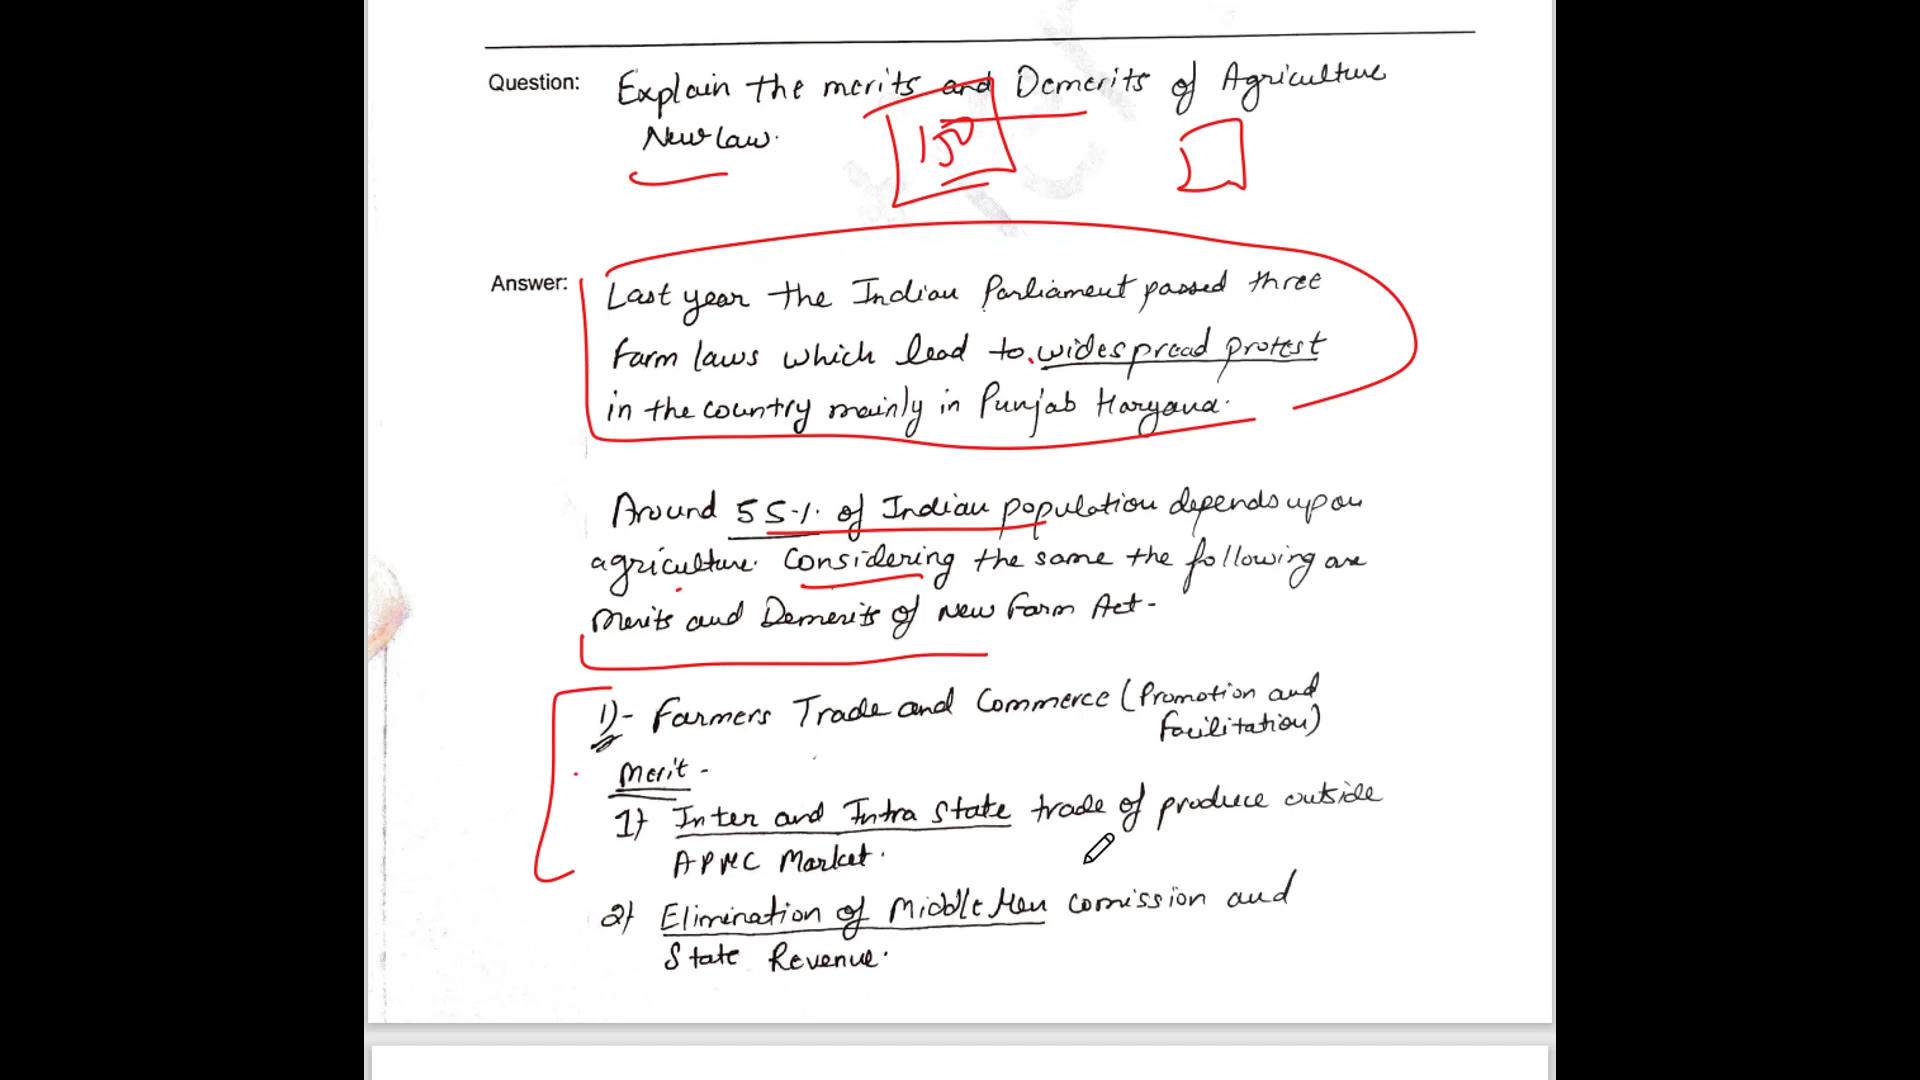 Question: Explain the merits and Demerits of Agriculture
New law.
150
Answer: Last year the Indian Parliament passed three
farm laws which lead to widespread protest
in the country mainly in Punjab Haryana.
Around 55% of Indian population depends upon
agriculture. Considering the same the following are
Merits and Demerits of New Farm Act-
1)- Farmers Trade and Commerce (Promotion and
Facilitation)
Merit -
1) Inter and Intra State trade of produce outside
APMC Market.
2) Elimination of Middle Men comission and
State Revenue.